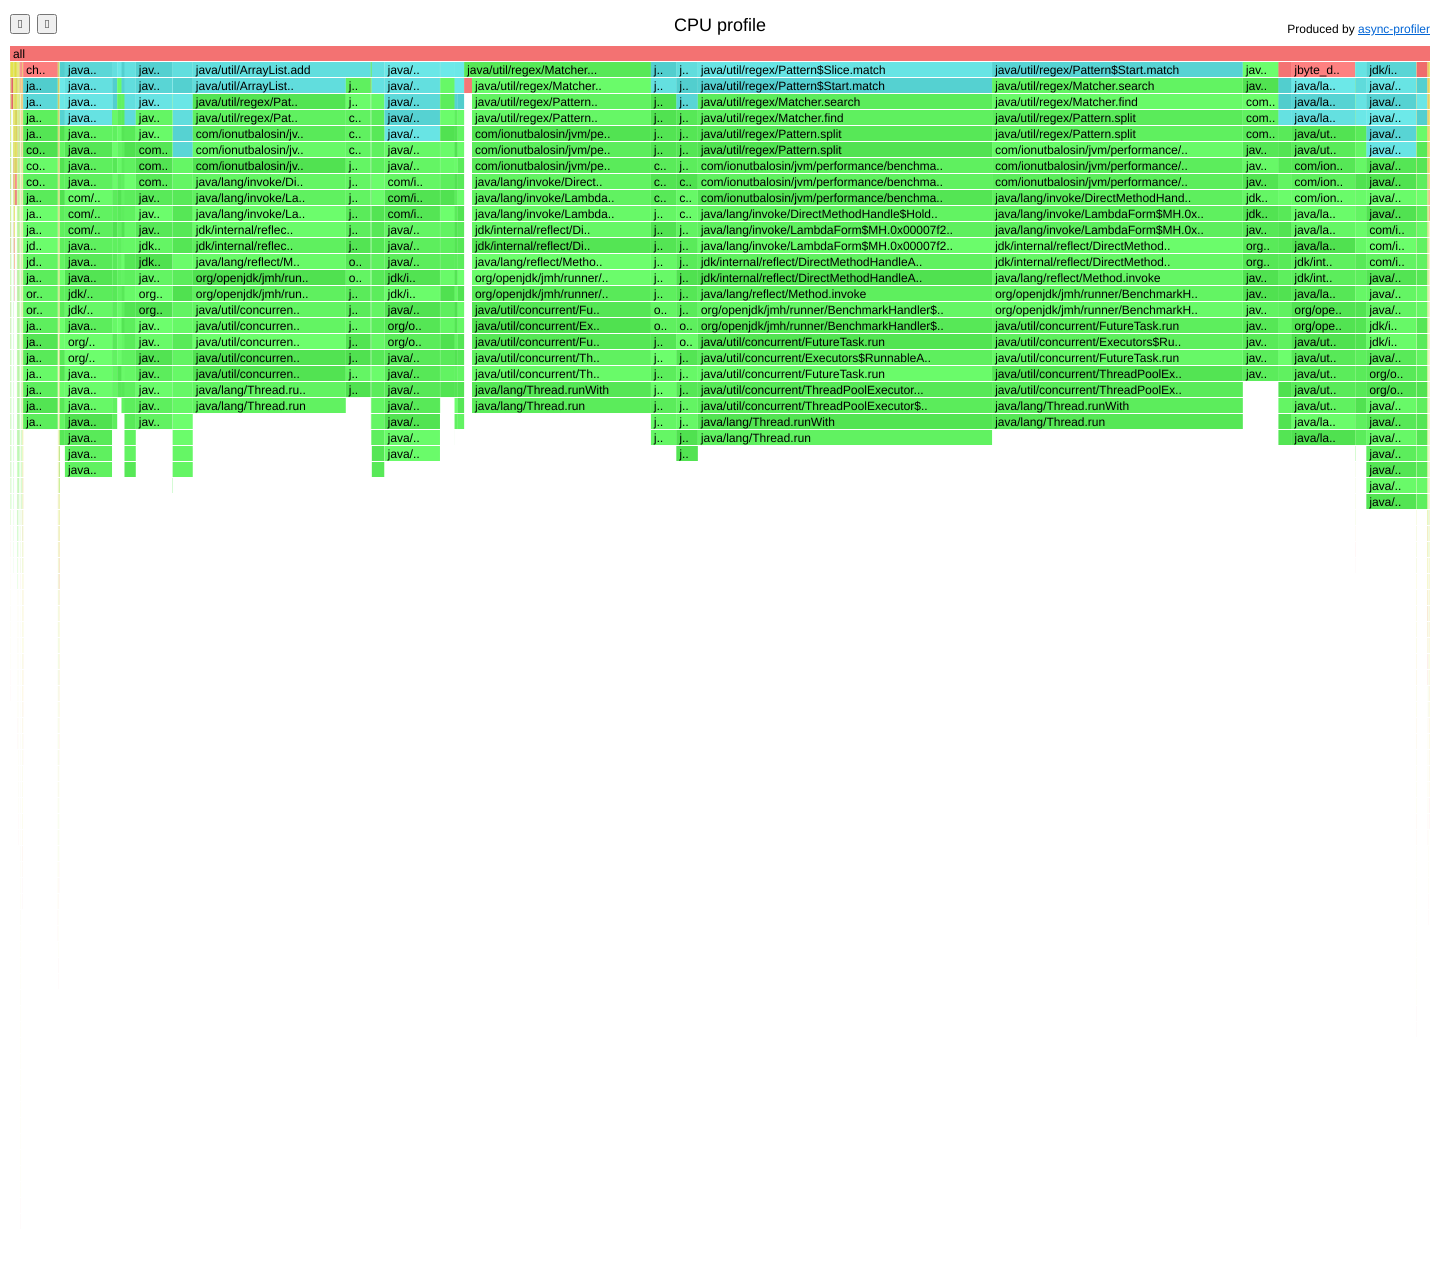 CPU profile
Produced by async-profiler
all
ch.. java.. jav.. java/util/ArrayList.add java/.. java/util/regex/Matcher... j.. j.. java/util/regex/Pattern$Slice.match java/util/regex/Pattern$Start.match jav.. jbyte_d.. jdk/i..
ja.. java.. jav.. java/util/ArrayList.. j.. java/.. java/util/regex/Matcher.. j.. j.. java/util/regex/Pattern$Start.match java/util/regex/Matcher.search jav.. java/la.. java/..
ja.. java.. jav.. java/util/regex/Pat.. j.. java/.. java/util/regex/Pattern.. j.. j.. java/util/regex/Matcher.search java/util/regex/Matcher.find com.. java/la.. java/..
ja.. java.. jav.. java/util/regex/Pat.. c.. java/.. java/util/regex/Pattern.. j.. j.. java/util/regex/Matcher.find java/util/regex/Pattern.split com.. java/la.. java/..
ja.. java.. jav.. com/ionutbalosin/jv.. c.. java/.. com/ionutbalosin/jvm/pe.. j.. j.. java/util/regex/Pattern.split java/util/regex/Pattern.split com.. java/ut.. java/..
co.. java.. com.. com/ionutbalosin/jv.. c.. java/.. com/ionutbalosin/jvm/pe.. j.. j.. java/util/regex/Pattern.split com/ionutbalosin/jvm/performance/.. jav.. java/ut.. java/..
co.. java.. com.. com/ionutbalosin/jv.. j.. java/.. com/ionutbalosin/jvm/pe.. c.. j.. com/ionutbalosin/jvm/performance/benchma.. com/ionutbalosin/jvm/performance/.. jav.. com/ion.. java/..
co.. java.. com.. java/lang/invoke/Di.. j.. com/i.. java/lang/invoke/Direct.. c.. c.. com/ionutbalosin/jvm/performance/benchma.. com/ionutbalosin/jvm/performance/.. jav.. com/ion.. java/..
ja.. com/.. jav.. java/lang/invoke/La.. j.. com/i.. java/lang/invoke/Lambda.. c.. c.. com/ionutbalosin/jvm/performance/benchma.. java/lang/invoke/DirectMethodHand.. jdk.. com/ion.. java/..
ja.. com/.. jav.. java/lang/invoke/La.. j.. com/i.. java/lang/invoke/Lambda.. j.. c.. java/lang/invoke/DirectMethodHandle$Hold.. java/lang/invoke/LambdaForm$MH.0x.. jdk.. java/la.. java/..
ja.. com/.. jav.. jdk/internal/reflec.. j.. java/.. jdk/internal/reflect/Di.. j.. j.. java/lang/invoke/LambdaForm$MH.0x00007f2.. java/lang/invoke/LambdaForm$MH.0x.. jav.. java/la.. com/i..
jd.. java.. jdk.. jdk/internal/reflec.. j.. java/.. jdk/internal/reflect/Di.. j.. j.. java/lang/invoke/LambdaForm$MH.0x00007f2.. jdk/internal/reflect/DirectMethod.. org.. java/la.. com/i..
jd.. java.. jdk.. java/lang/reflect/M.. o.. java/.. java/lang/reflect/Metho.. j.. j.. jdk/internal/reflect/DirectMethodHandleA.. jdk/internal/reflect/DirectMethod.. org.. jdk/int.. com/i..
ja.. java.. jav.. org/openjdk/jmh/run.. o.. jdk/i.. org/openjdk/jmh/runner/.. j.. j.. jdk/internal/reflect/DirectMethodHandleA.. java/lang/reflect/Method.invoke jav.. jdk/int.. java/..
or.. jdk/.. org.. org/openjdk/jmh/run.. j.. jdk/i.. org/openjdk/jmh/runner/.. j.. j.. java/lang/reflect/Method.invoke org/openjdk/jmh/runner/BenchmarkH.. jav.. java/la.. java/..
or.. jdk/.. org.. java/util/concurren.. j.. java/.. java/util/concurrent/Fu.. o.. j.. org/openjdk/jmh/runner/BenchmarkHandler$.. org/openjdk/jmh/runner/BenchmarkH.. jav.. org/ope.. java/..
ja.. java.. jav.. java/util/concurren.. j.. org/o.. java/util/concurrent/Ex.. o.. o.. org/openjdk/jmh/runner/BenchmarkHandler$.. java/util/concurrent/FutureTask.run jav.. org/ope.. jdk/i..
ja.. org/.. jav.. java/util/concurren.. j.. org/o.. java/util/concurrent/Fu.. j.. o.. java/util/concurrent/FutureTask.run java/util/concurrent/Executors$Ru.. jav.. java/ut.. jdk/i..
ja.. org/.. jav.. java/util/concurren.. j.. java/.. java/util/concurrent/Th.. j.. j.. java/util/concurrent/Executors$RunnableA.. java/util/concurrent/FutureTask.run jav.. java/ut.. java/..
ja.. java.. jav.. java/util/concurren.. j.. java/.. java/util/concurrent/Th.. j.. j.. java/util/concurrent/FutureTask.run java/util/concurrent/ThreadPoolEx.. jav.. java/ut.. org/o..
ja.. java.. jav.. java/lang/Thread.ru.. j.. java/.. java/lang/Thread.runWith j.. j.. java/util/concurrent/ThreadPoolExecutor... java/util/concurrent/ThreadPoolEx.. java/ut.. org/o..
ja.. java.. jav.. java/lang/Thread.run java/.. java/lang/Thread.run j.. j.. java/util/concurrent/ThreadPoolExecutor$.. java/lang/Thread.runWith java/ut.. java/..
ja.. java.. jav.. java/.. j.. j.. java/lang/Thread.runWith java/lang/Thread.run java/la.. java/..
java.. java/.. j.. j.. java/lang/Thread.run java/la.. java/..
java.. java/.. j.. java/..
java.. java/..
java/..
java/..